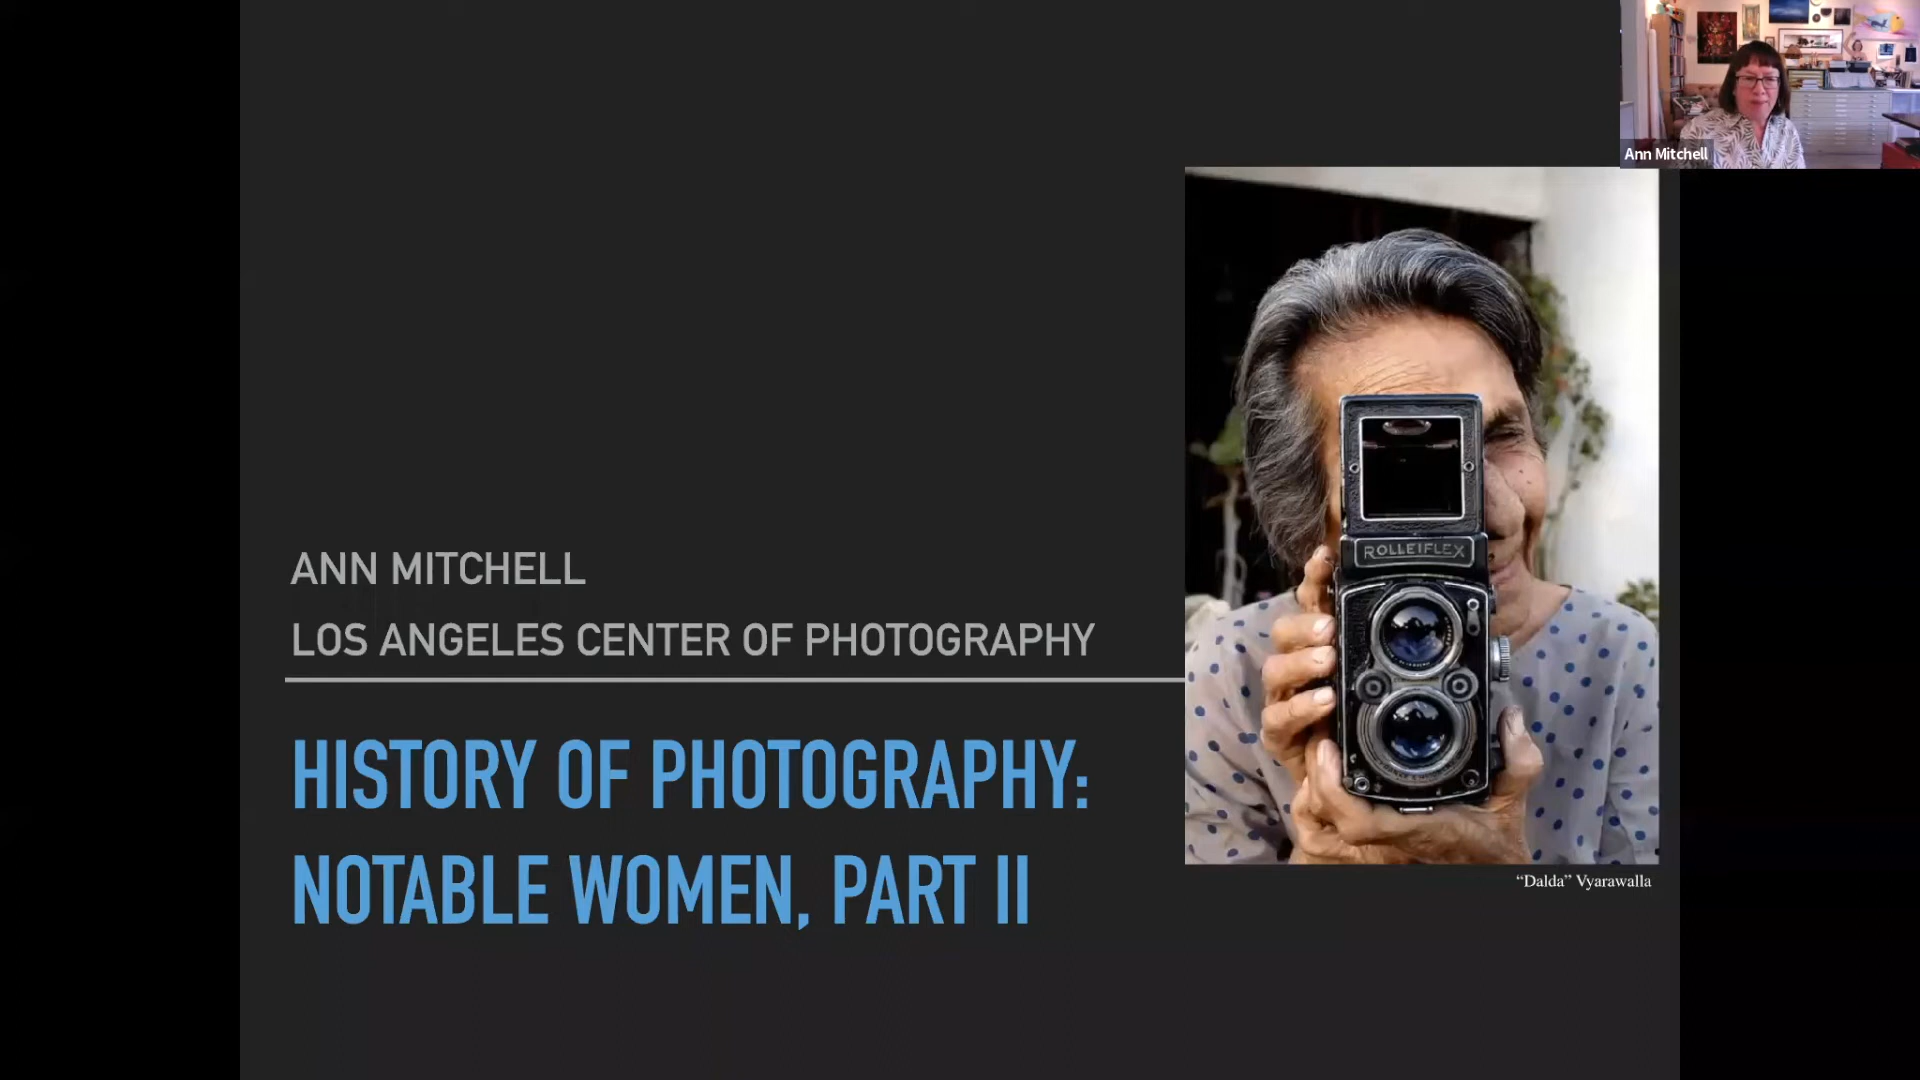 Ann Mitchell
ANN MITCHELL
LOS ANGELES CENTER OF PHOTOGRAPHY
HISTORY OF PHOTOGRAPHY:
NOTABLE WOMEN, PART II
ROLLEIFLEX
“Dalda” Vyarawalla